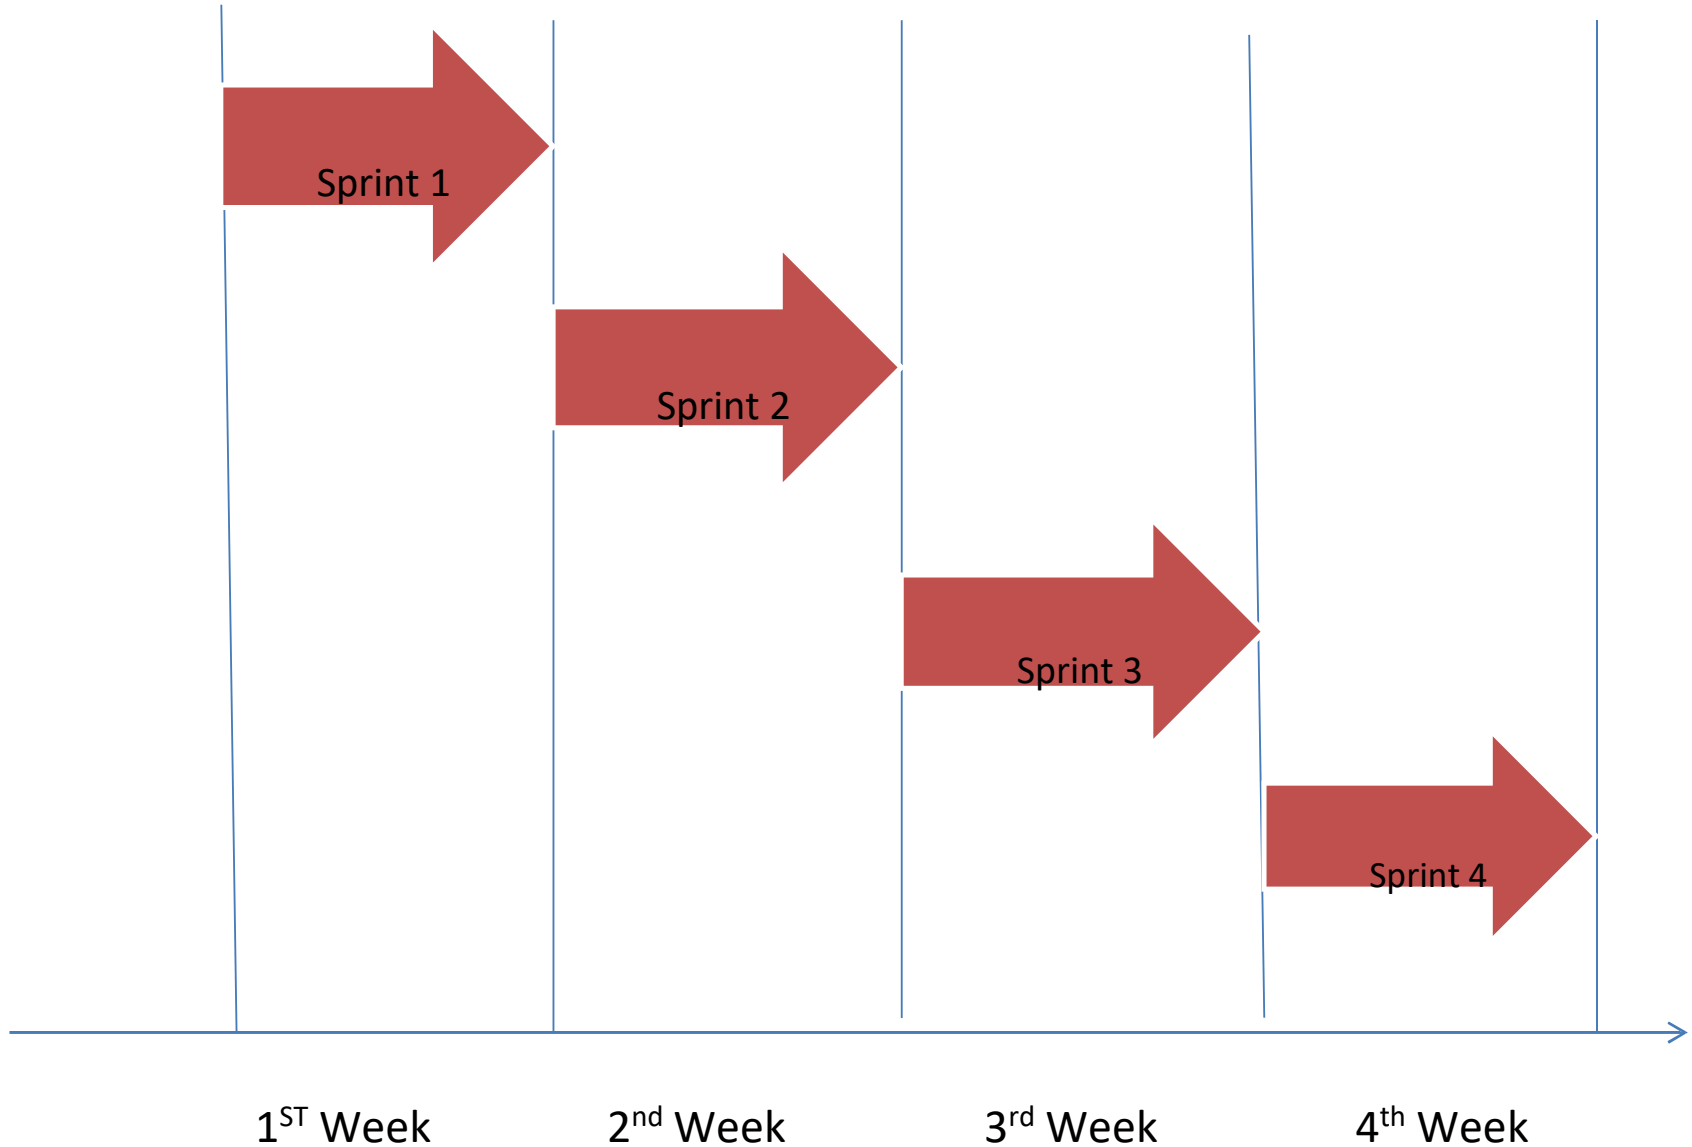 Sprint 1
Sprint 2
Sprint 3
Sprint 4
1ST Week
2nd Week
3rd Week
4th Week